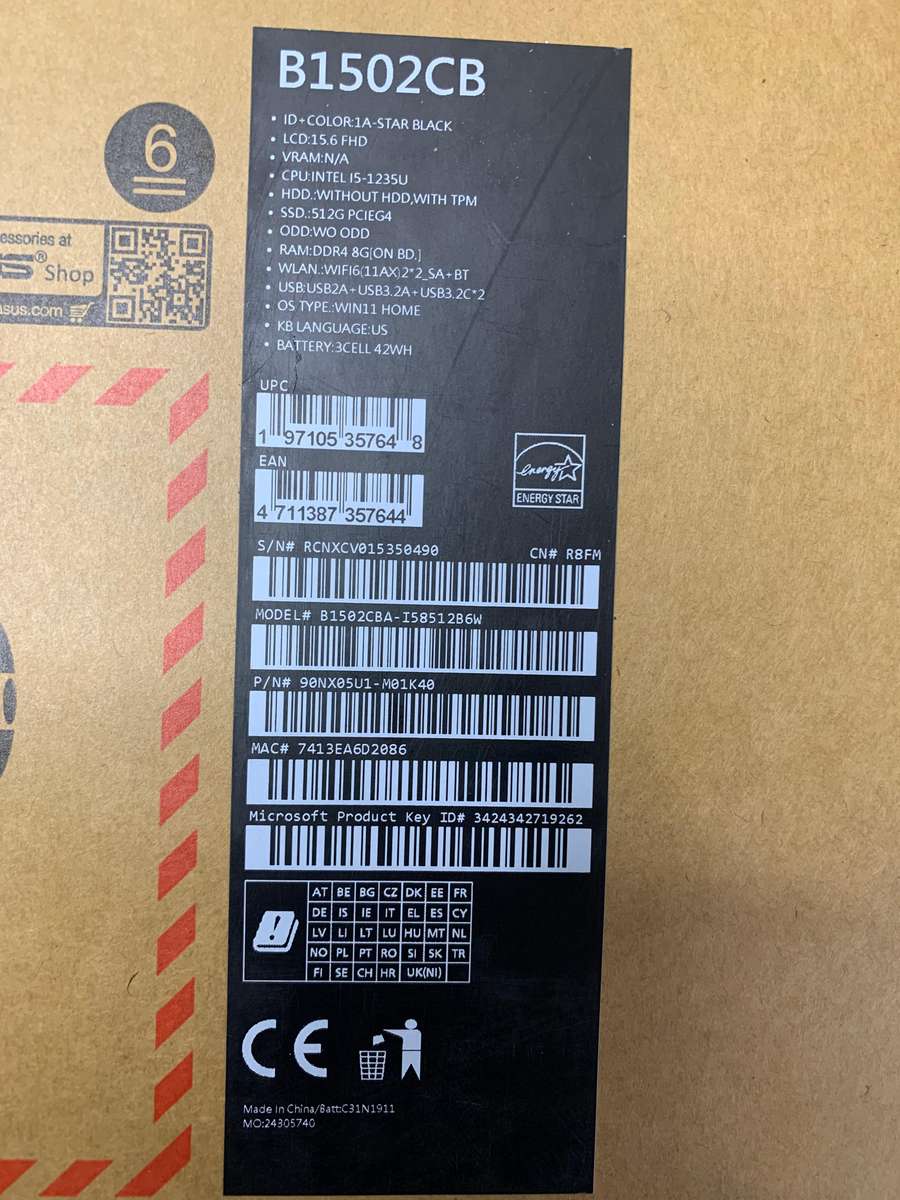 B1502CB
• ID+COLOR:1A-STAR BLACK
• LCD:15.6 FHD
• VRAM:N/A
• CPU:INTEL I5-1235U
• HDD.:WITHOUT HDD,WITH TPM
• SSD.:512G PCIEG4
• ODD:WO ODD
• RAM:DDR4 8G[ON BD.]
• WLAN.:WIFI6(11AX)2*2_SA+BT
• USB:USB2A+USB3.2A+USB3.2C*2
• OS TYPE.:WIN11 HOME
• KB LANGUAGE:US
• BATTERY:3CELL 42WH
6
essories at
S® Shop
asus.com
UPC
1 97105 35764 8
EAN
4 711387 357644
energy
ENERGY STAR
S/N# RCNXCV015350490 CN# R8FM
MODEL# B1502CBA-I58512B6W
P/N# 90NX05U1-M01K40
MAC# 7413EA6D2086
Microsoft Product Key ID# 3424342719262
AT BE BG CZ DK EE FR
DE IS IE IT EL ES CY
LV LI LT LU HU MT NL
NO PL PT RO SI SK TR
FI SE CH HR UK(NI)
CE
Made In China/Batt:C31N1911
MO:24305740